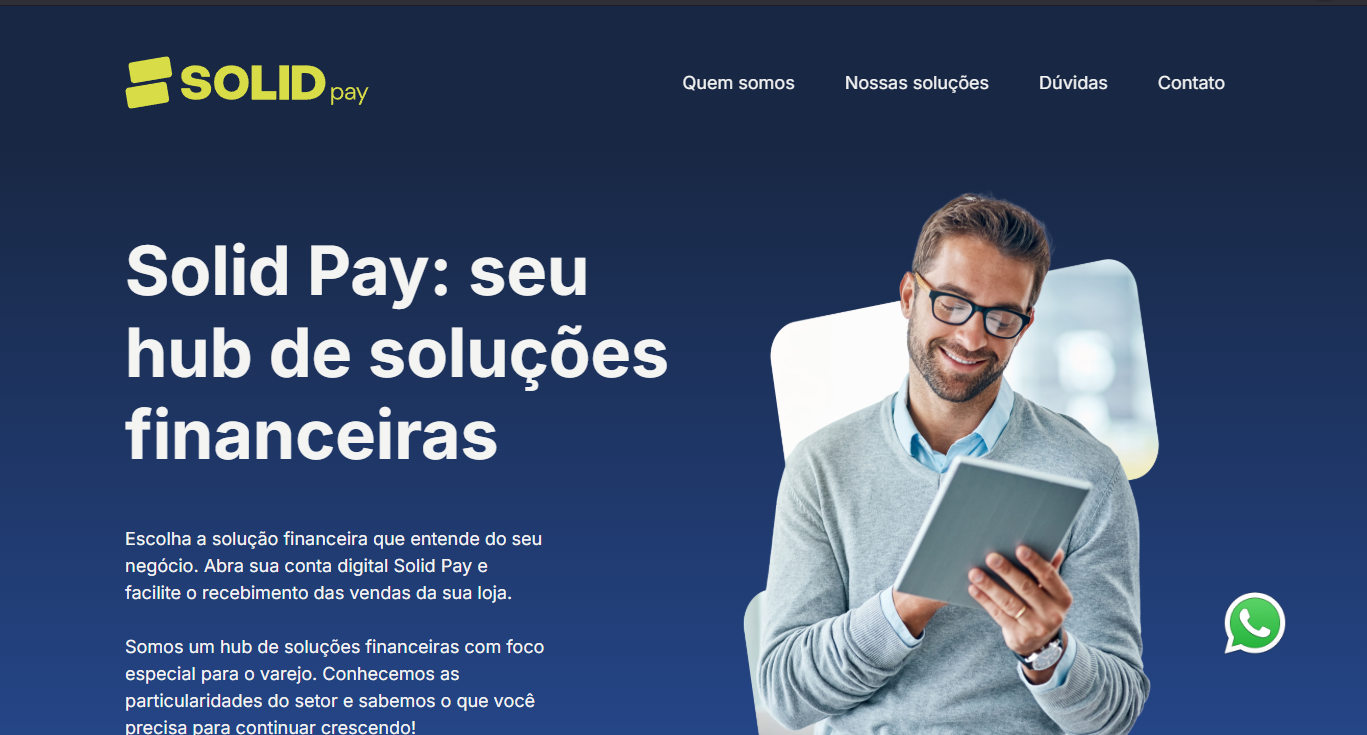 SOLID pay
Quem somos
Nossas soluções
Dúvidas
Contato
Solid Pay: seu
hub de soluções
financeiras
Escolha a solução financeira que entende do seu
negócio. Abra sua conta digital Solid Pay e
facilite o recebimento das vendas da sua loja.
Somos um hub de soluções financeiras com foco
especial para o varejo. Conhecemos as
particularidades do setor e sabemos o que você
precisa para continuar crescendo!